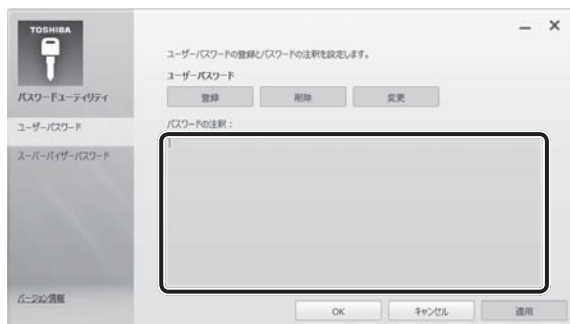 TOSHIBA
パスワードユーティリティ
ユーザーパスワード
スーパーバイザーパスワード
バージョン情報
ユーザーパスワードの登録とパスワードの注釈を設定します。
ユーザーパスワード
登録 削除 変更
パスワードの注釈：
OK キャンセル 適用